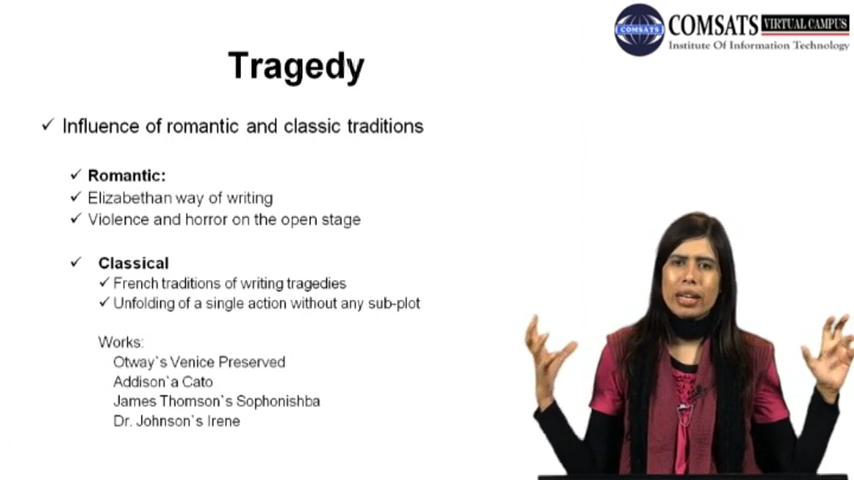 COMSATS VIRTUAL CAMPUS
Institute Of Information Technology
COMSATS
Tragedy
✓ Influence of romantic and classic traditions
✓ Romantic:
✓ Elizabethan way of writing
✓ Violence and horror on the open stage
✓ Classical
✓ French traditions of writing tragedies
✓ Unfolding of a single action without any sub-plot
Works:
Otway`s Venice Preserved
Addison`a Cato
James Thomson`s Sophonishba
Dr. Johnson`s Irene